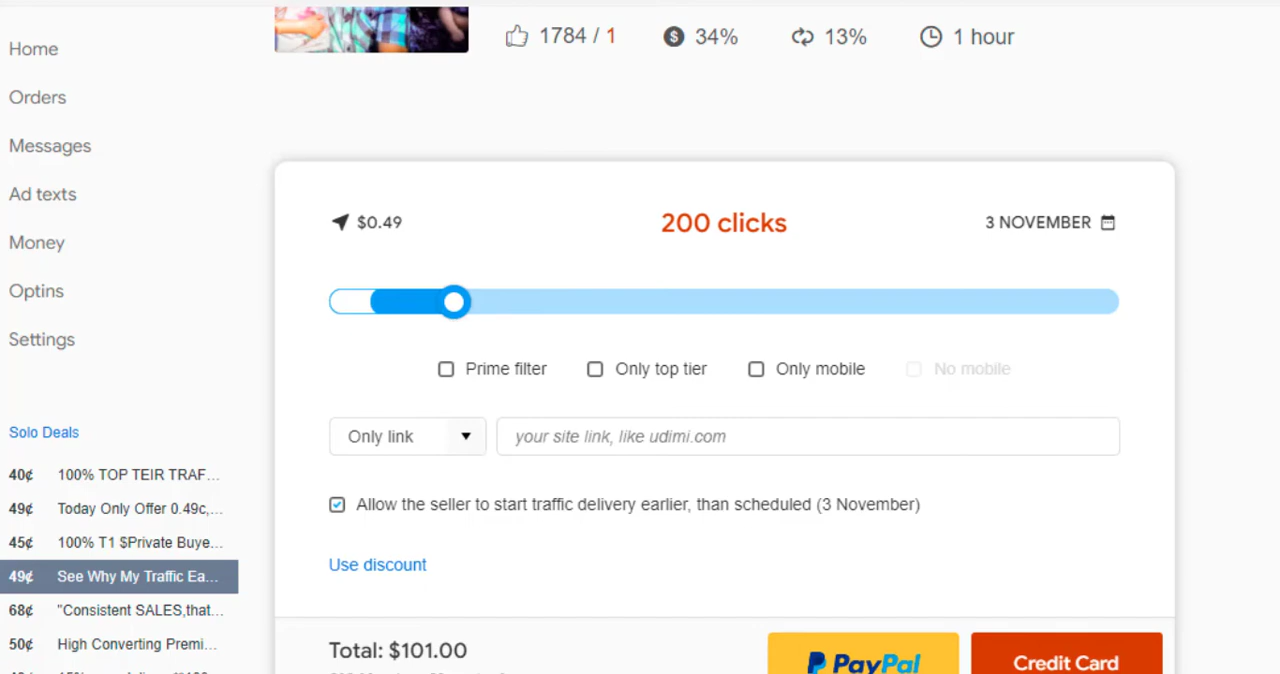 1784 / 1 34% 13% 1 hour
Home
Orders
Messages
Ad texts
Money
Optins
Settings
Solo Deals
40¢ 100% TOP TEIR TRAF...
49¢ Today Only Offer 0.49c,...
45¢ 100% T1 $Private Buye...
49¢ See Why My Traffic Ea...
68¢ "Consistent SALES,that...
50¢ High Converting Premi...
$0.49 200 clicks 3 NOVEMBER
Prime filter Only top tier Only mobile No mobile
Only link your site link, like udimi.com
Allow the seller to start traffic delivery earlier, than scheduled (3 November)
Use discount
Total: $101.00
PayPal Credit Card